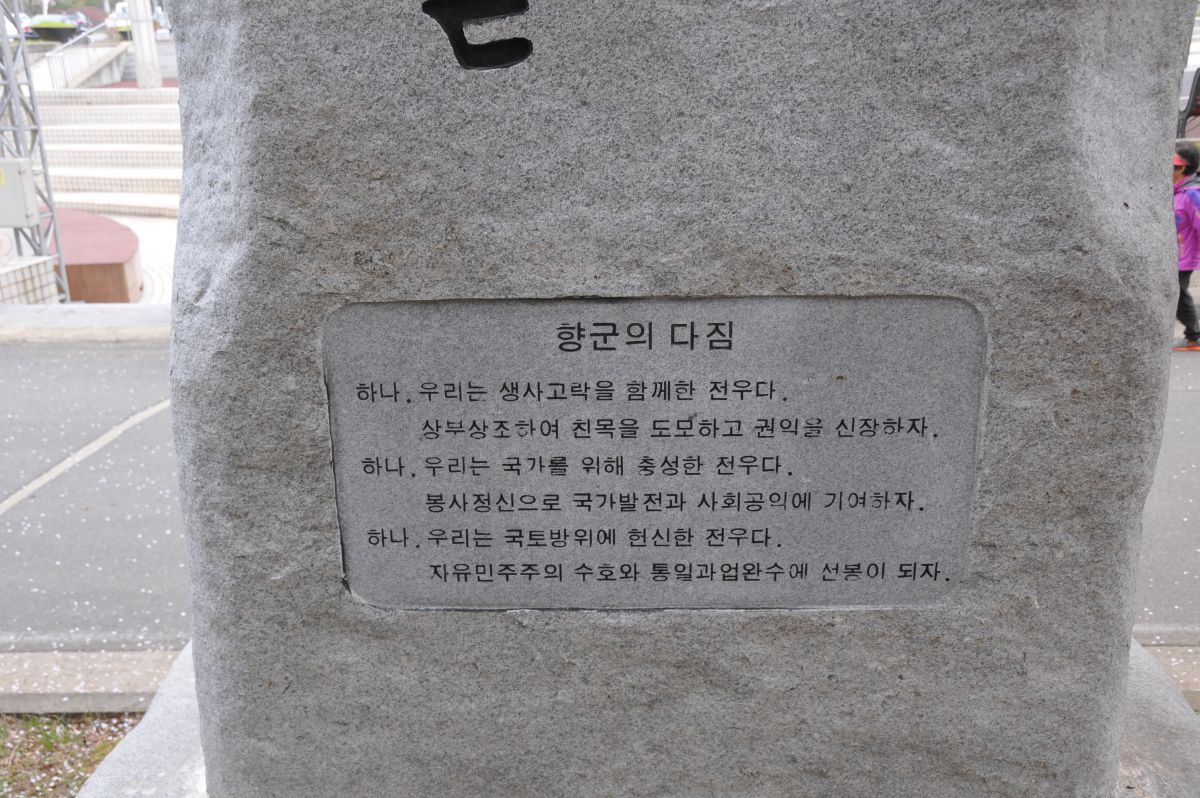 향군의 다짐
하나. 우리는 생사고락을 함께한 전우다.
상부상조하여 친목을 도모하고 권익을 신장하자.
하나. 우리는 국가를 위해 충성한 전우다.
봉사정신으로 국가발전과 사회공익에 기여하자.
하나. 우리는 국토방위에 헌신한 전우다.
자유민주주의 수호와 통일과업완수에 선봉이 되자.